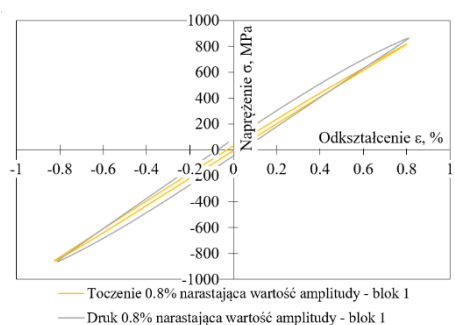 1000
800
600
400
200
0
-200
-400
-600
-800
-1000
Naprężenie σ, MPa
Odkształcenie ε, %
-1 -0.8 -0.6 -0.4 -0.2 0 0.2 0.4 0.6 0.8 1
Toczenie 0.8% narastająca wartość amplitudy - blok 1
Druk 0.8% narastająca wartość amplitudy - blok 1